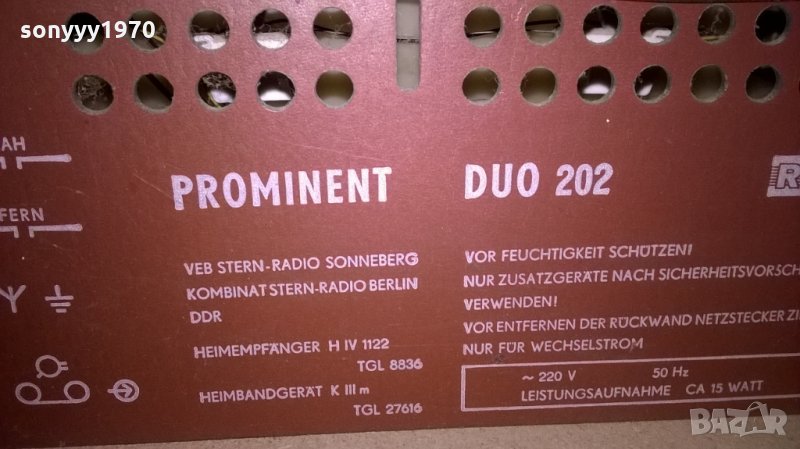 sonyyy1970
AH
FERN
PROMINENT DUO 202
VEB STERN-RADIO SONNEBERG
KOMBINAT STERN-RADIO BERLIN
DDR
HEIMEMPFÄNGER H IV 1122
TGL 8836
HEIMBANDGERÄT K III m
TGL 27616
VOR FEUCHTIGKEIT SCHÜTZEN!
NUR ZUSATZGERÄTE NACH SICHERHEITSVORSCH
VERWENDEN!
VOR ENTFERNEN DER RÜCKWAND NETZSTECKER ZI
NUR FÜR WECHSELSTROM
~ 220 V 50 Hz
LEISTUNGSAUFNAHME CA 15 WATT
BAZAR